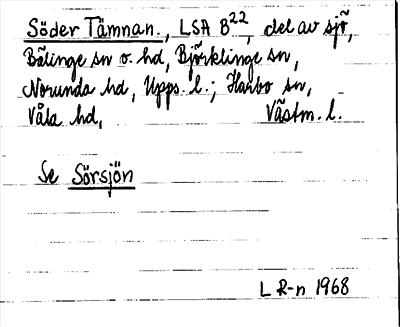 Söder Tämnan., LSA B22, del av sjö,
Bälinge sn o. hd, Björklinge sn,
Norunda hd, Upps. l.; Harbo sn,
Våla hd, Västm. l.
Se Sörsjön
L R-n 1968